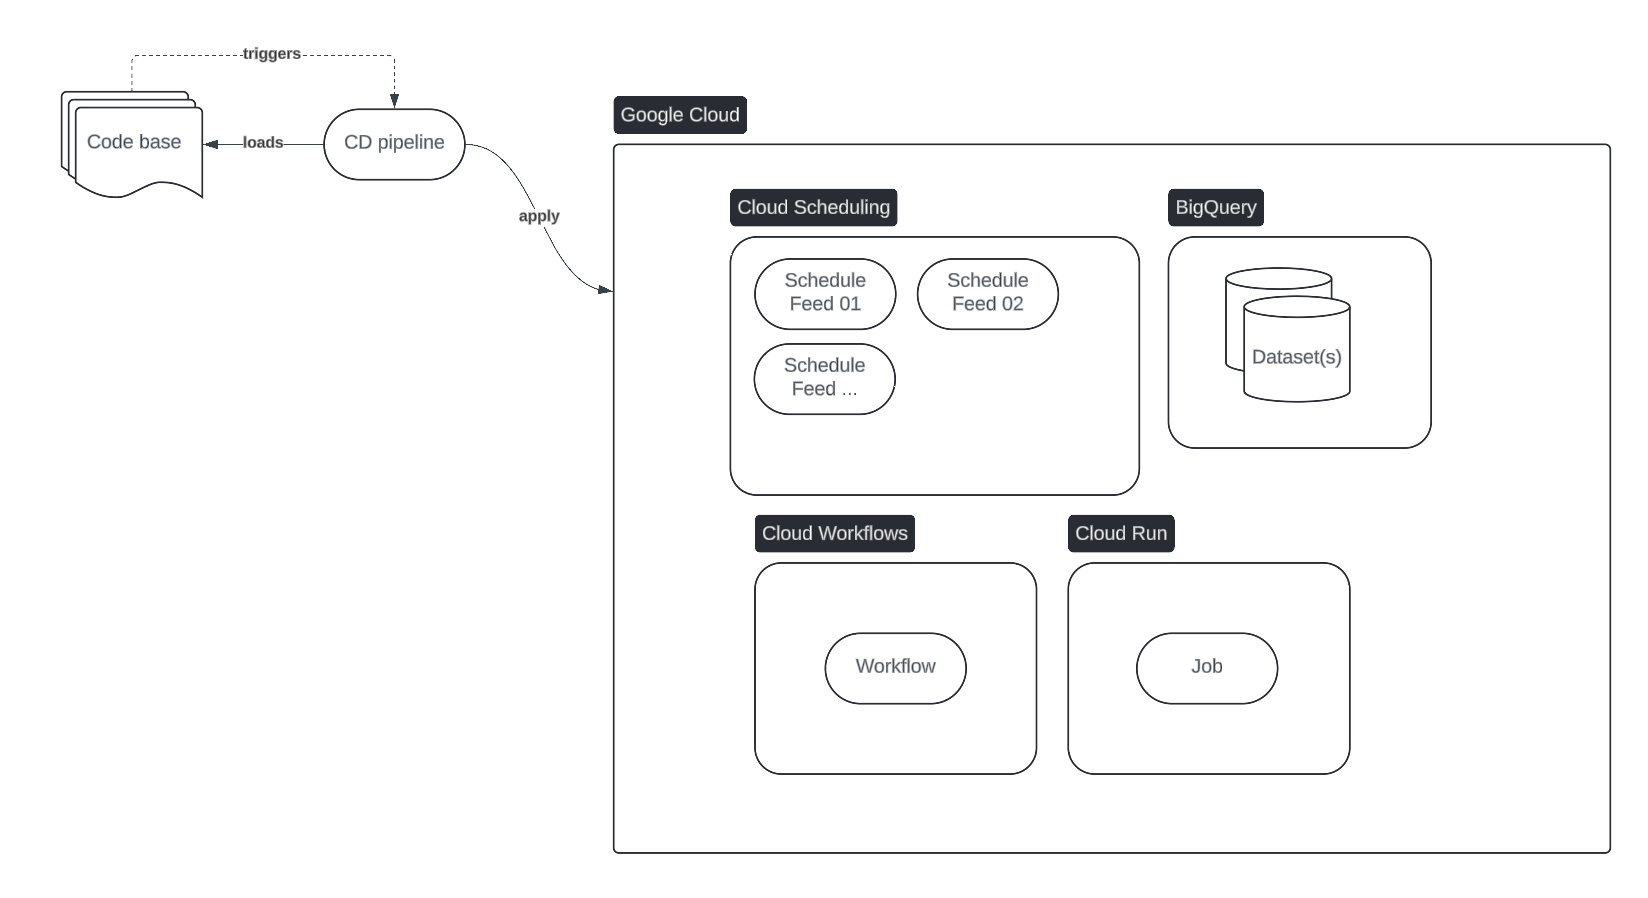 triggers
Code base
loads
CD pipeline
apply
Google Cloud
Cloud Scheduling
Schedule
Feed 01
Schedule
Feed 02
Schedule
Feed ...
BigQuery
Dataset(s)
Cloud Workflows
Workflow
Cloud Run
Job